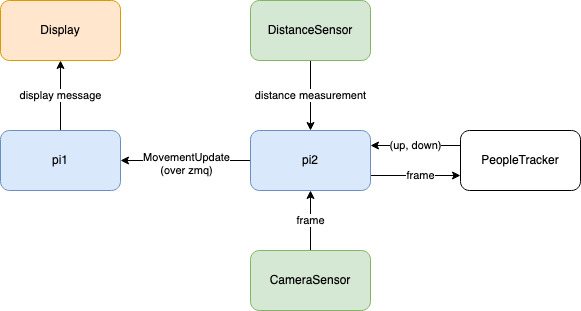 Display
DistanceSensor
display message
distance measurement
pi1
MovementUpdate
(over zmq)
pi2
(up, down)
frame
PeopleTracker
frame
CameraSensor